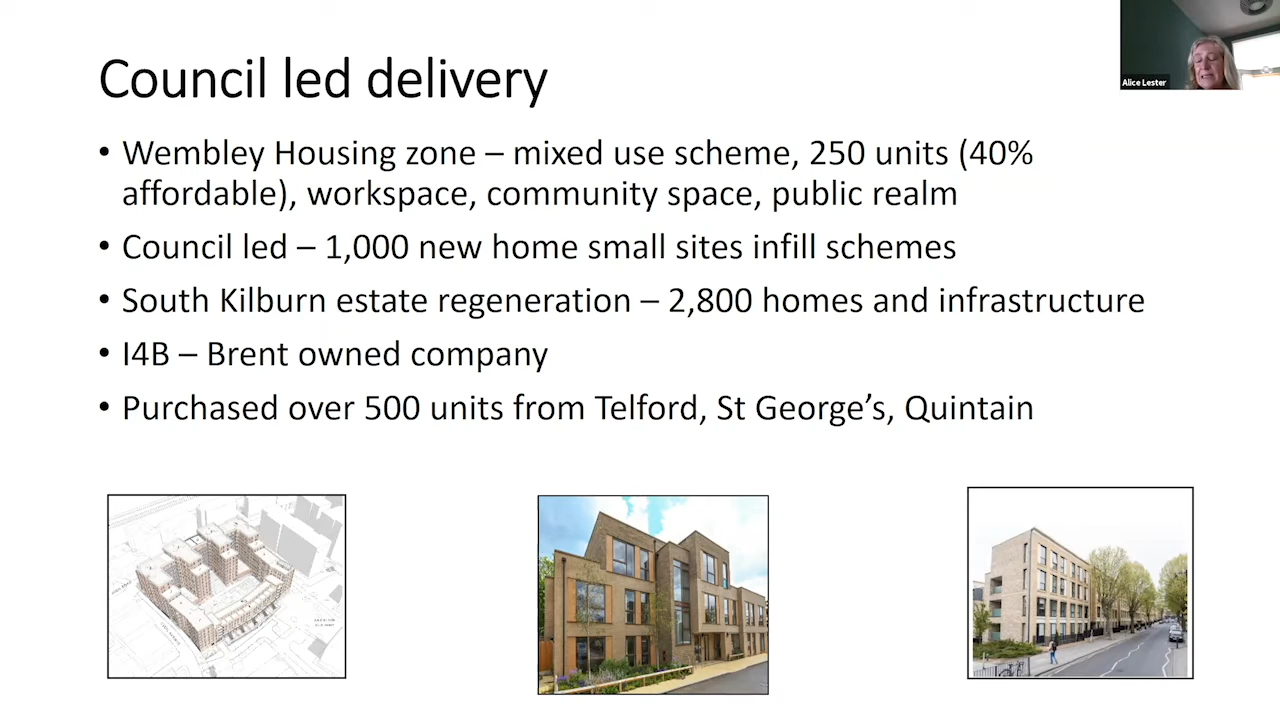 Alice Lester
Council led delivery
• Wembley Housing zone – mixed use scheme, 250 units (40%
affordable), workspace, community space, public realm
• Council led – 1,000 new home small sites infill schemes
• South Kilburn estate regeneration – 2,800 homes and infrastructure
• I4B – Brent owned company
• Purchased over 500 units from Telford, St George’s, Quintain